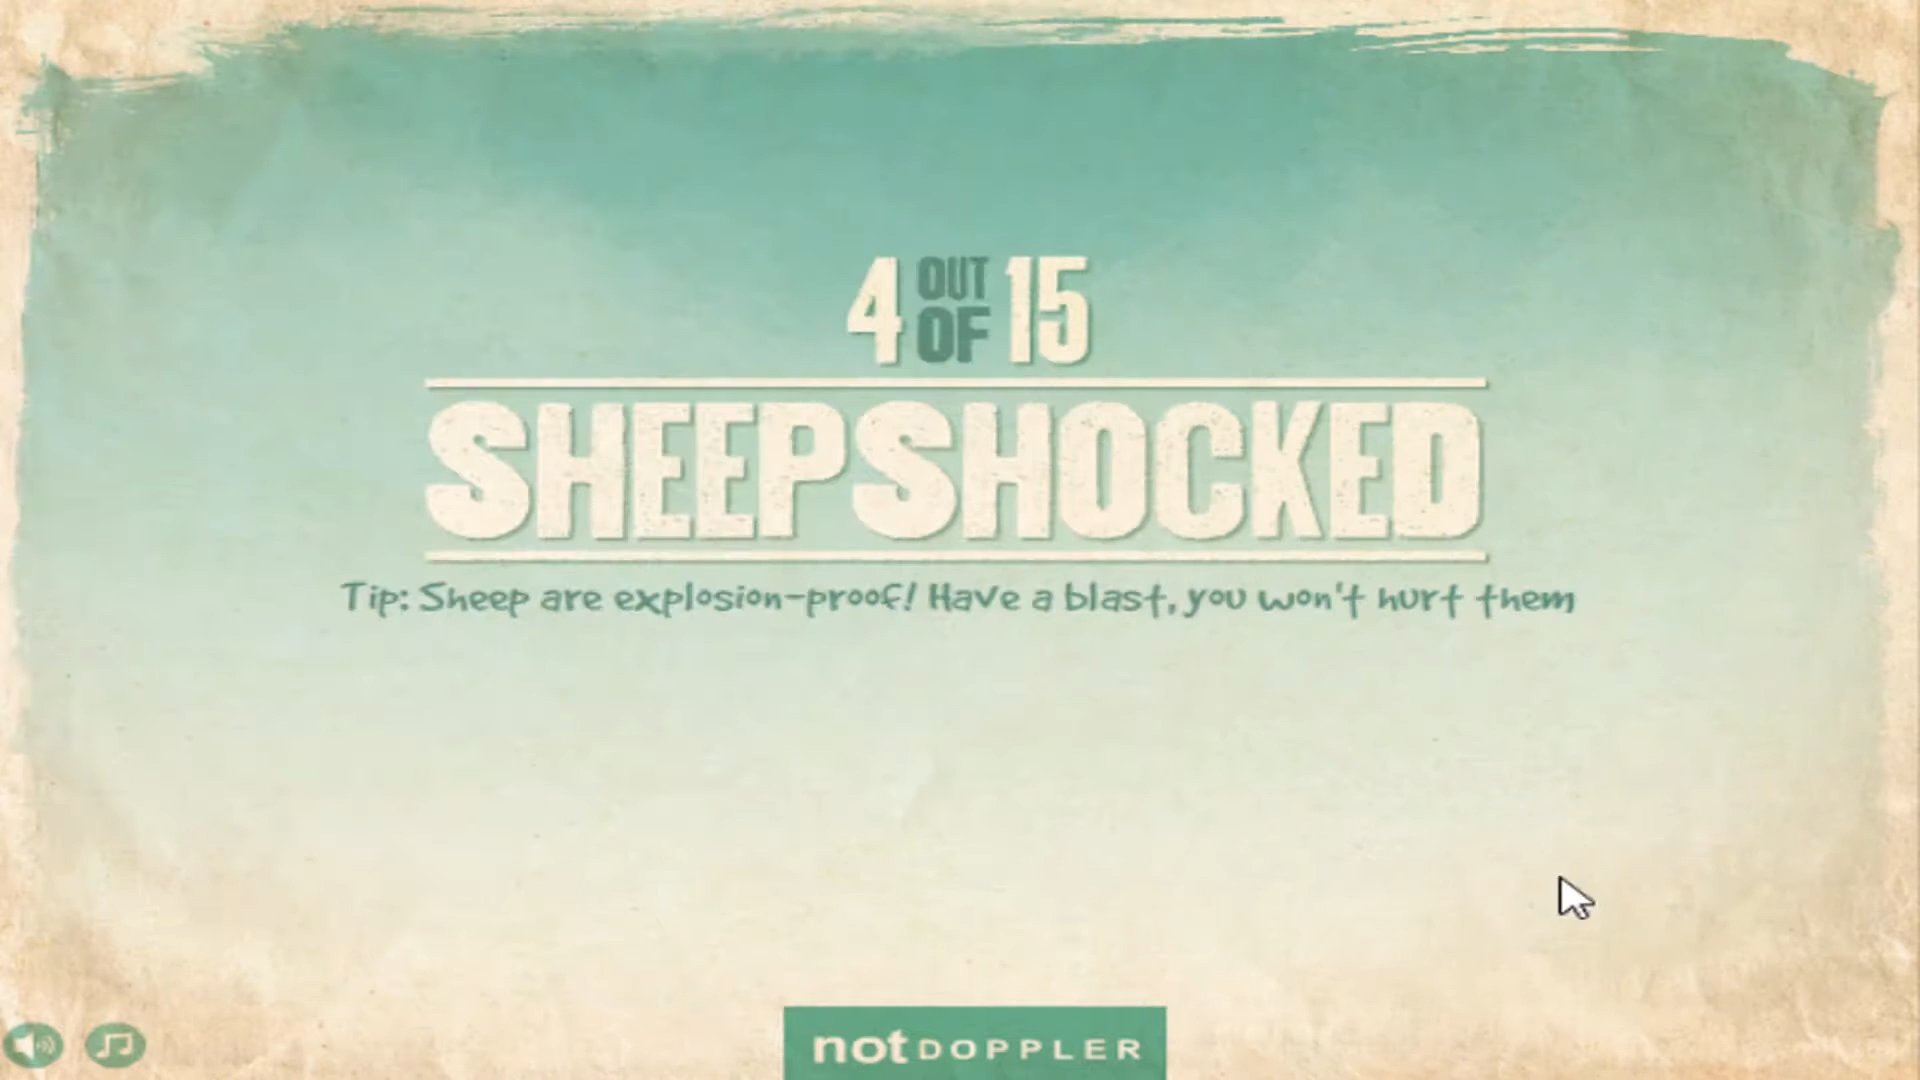 4 OUT OF 15
SHEEPSHOCKED
Tip: Sheep are explosion-proof! Have a blast, you won't hurt them
notDOPPLER